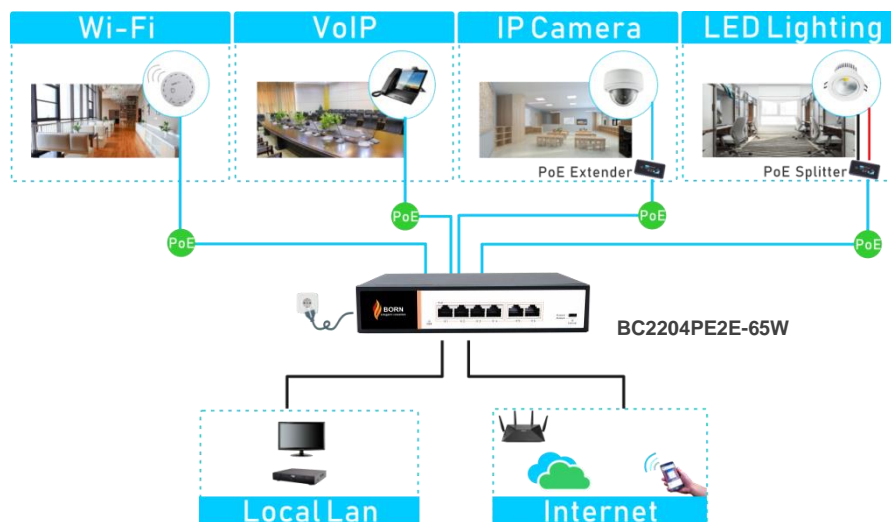 Wi-Fi
VoIP
IP Camera
LED Lighting
PoE Extender
PoE Splitter
PoE
PoE
PoE
PoE
BORN
BC2204PE2E-65W
Local Lan
Internet